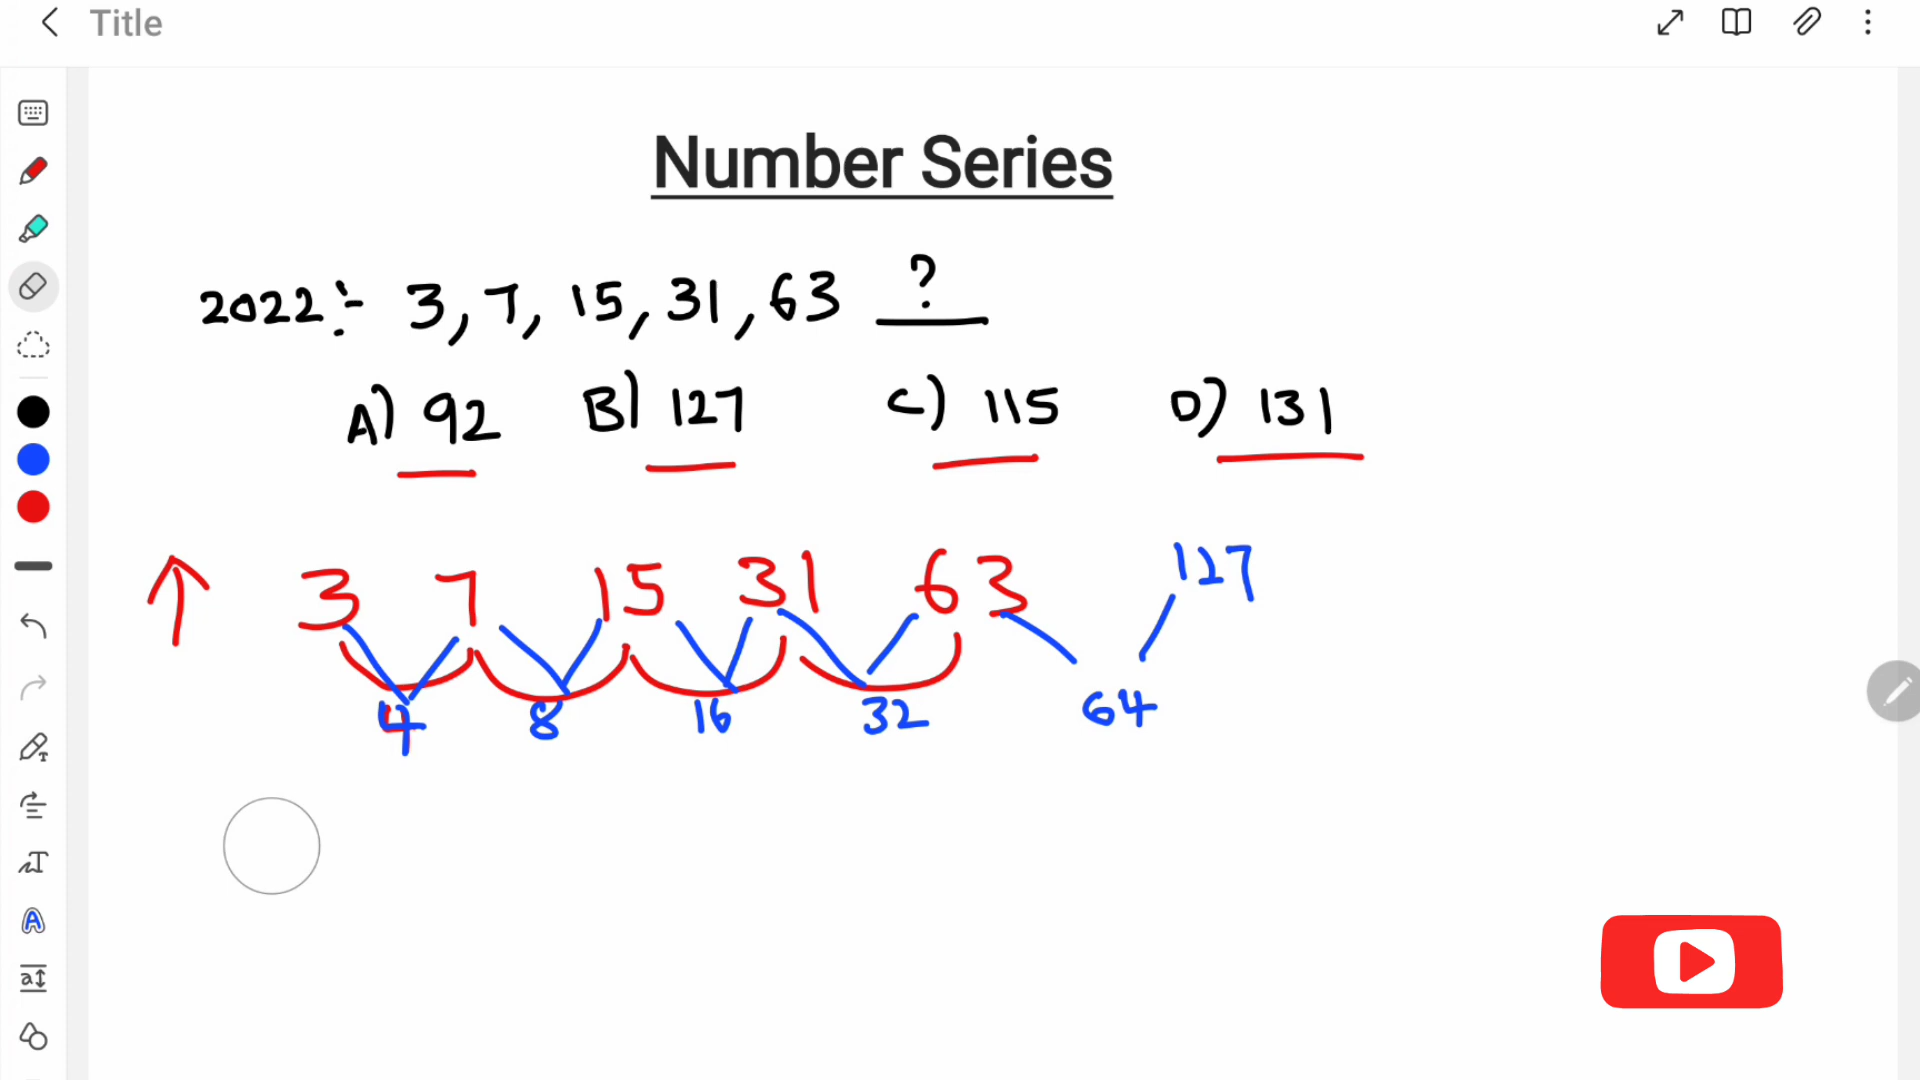 Title
Number Series
2022 :- 3, 7, 15, 31, 63 ?
A) 92 B) 127 C) 115 D) 131
3 7 15 31 63 127
4 8 16 32 64